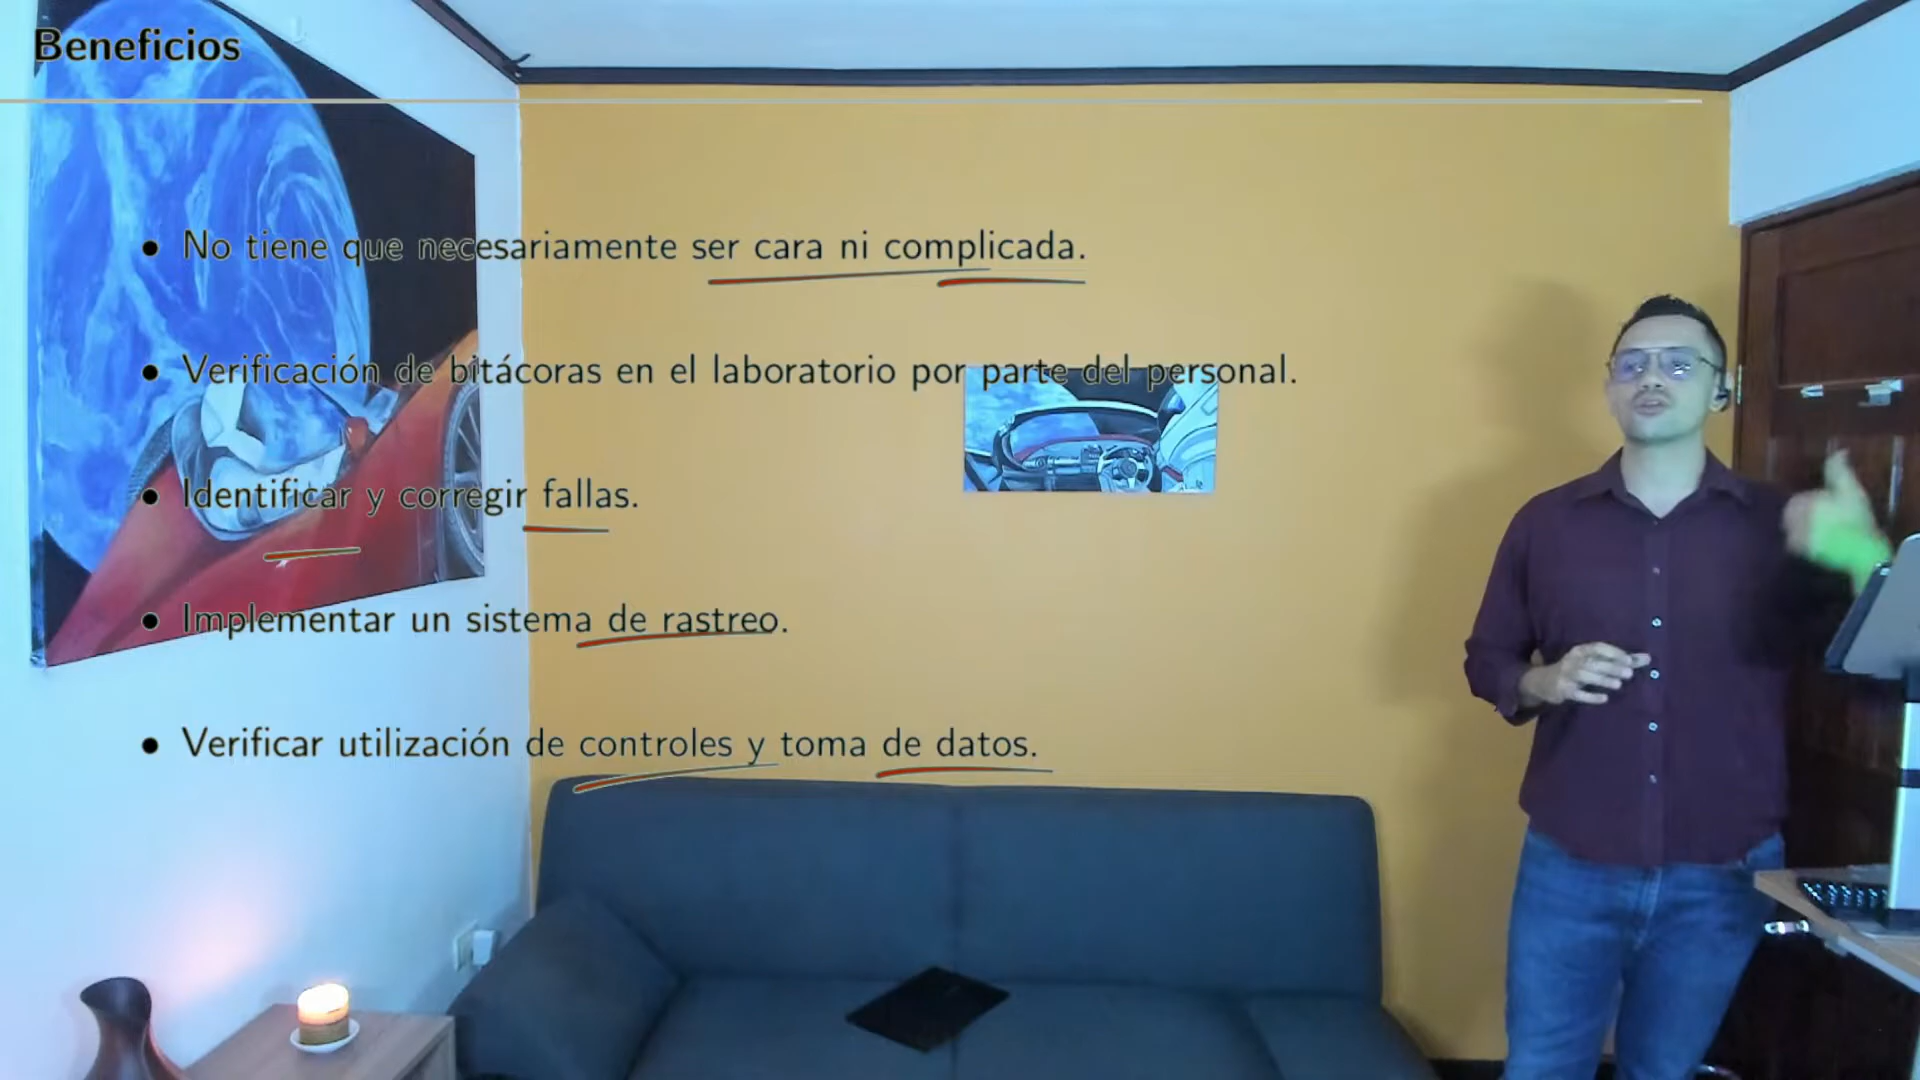 Beneficios
• No tiene que necesariamente ser cara ni complicada.
• Verificación de bitácoras en el laboratorio por parte del personal.
• Identificar y corregir fallas.
• Implementar un sistema de rastreo.
• Verificar utilización de controles y toma de datos.